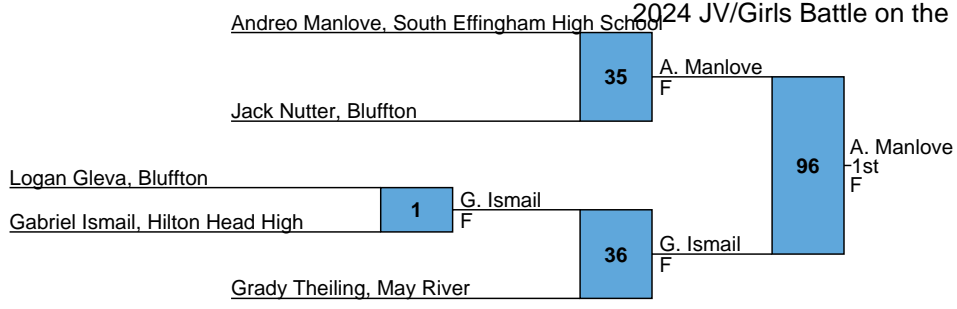 2024 JV/Girls Battle on the
Andreo Manlove, South Effingham High School
35
A. Manlove
F
Jack Nutter, Bluffton
96
A. Manlove
1st
F
Logan Gleva, Bluffton
1
G. Ismail
F
Gabriel Ismail, Hilton Head High
36
G. Ismail
F
Grady Theiling, May River